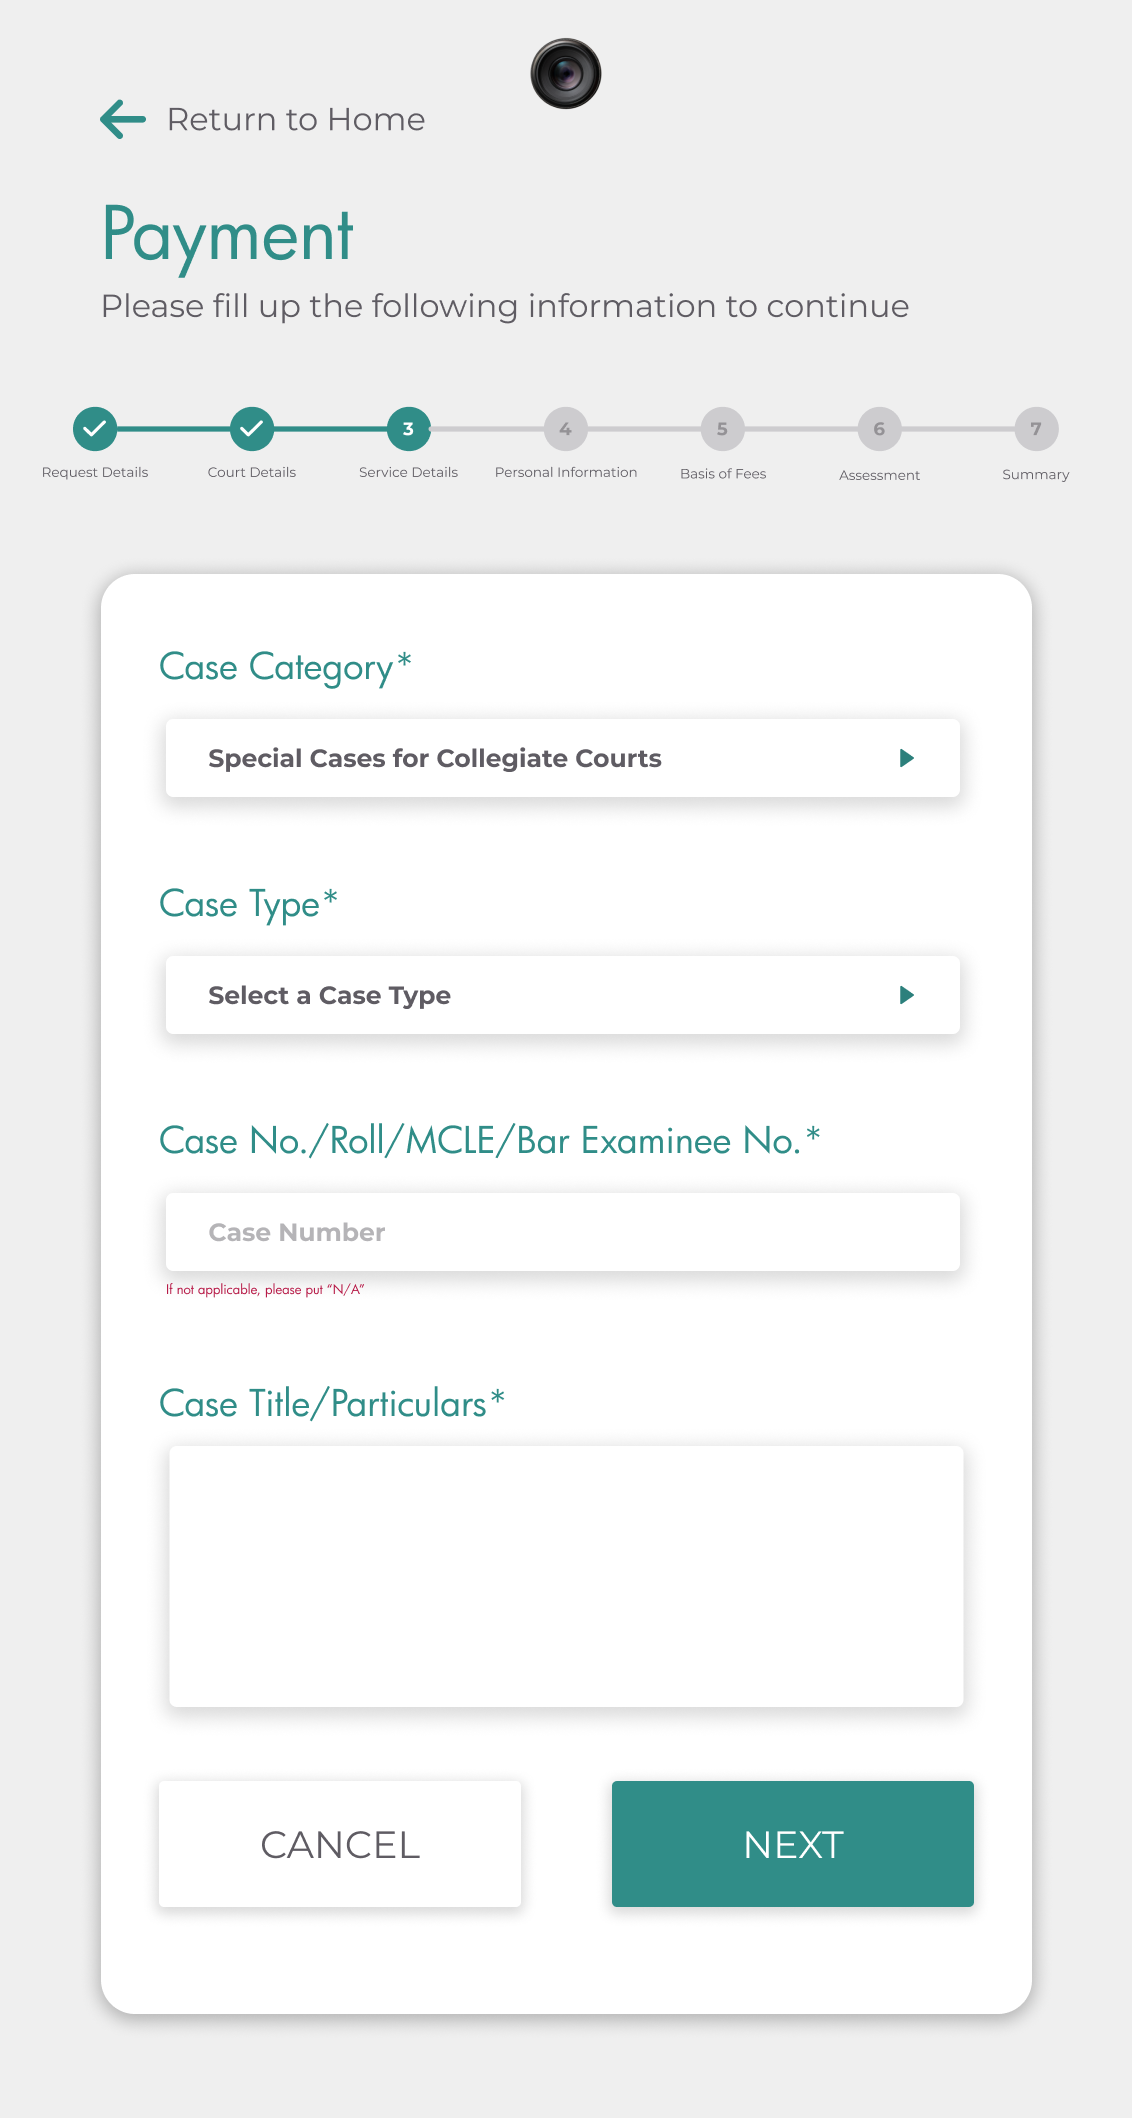 Return to Home
Payment
Please fill up the following information to continue
3 4 5 6 7
Request Details Court Details Service Details Personal Information Basis of Fees Assessment Summary
Case Category*
Special Cases for Collegiate Courts
Case Type*
Select a Case Type
Case No./Roll/MCLE/Bar Examinee No.*
Case Number
If not applicable, please put “N/A”
Case Title/Particulars*
CANCEL NEXT